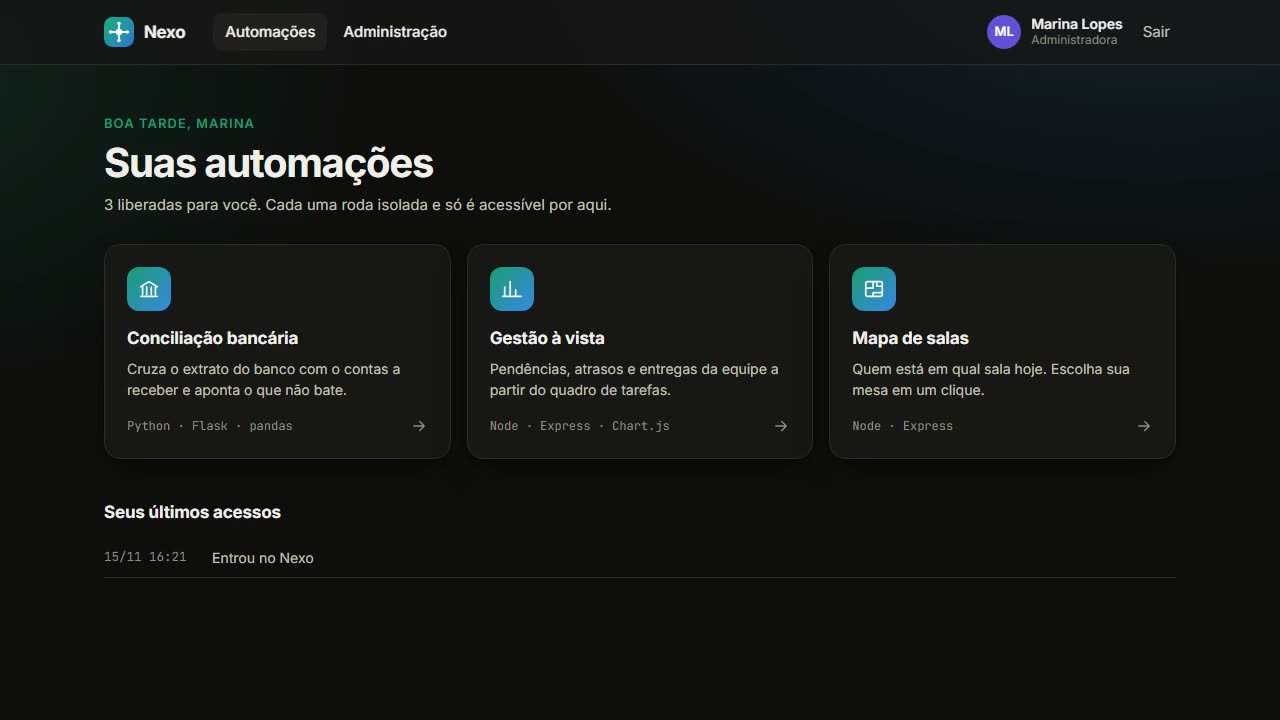 Nexo
Automações
Administração
ML
Marina Lopes
Administradora
Sair
BOA TARDE, MARINA
Suas automações
3 liberadas para você. Cada uma roda isolada e só é acessível por aqui.
Conciliação bancária
Cruza o extrato do banco com o contas a
receber e aponta o que não bate.
Python · Flask · pandas
Gestão à vista
Pendências, atrasos e entregas da equipe a
partir do quadro de tarefas.
Node · Express · Chart.js
Mapa de salas
Quem está em qual sala hoje. Escolha sua
mesa em um clique.
Node · Express
Seus últimos acessos
15/11 16:21 Entrou no Nexo